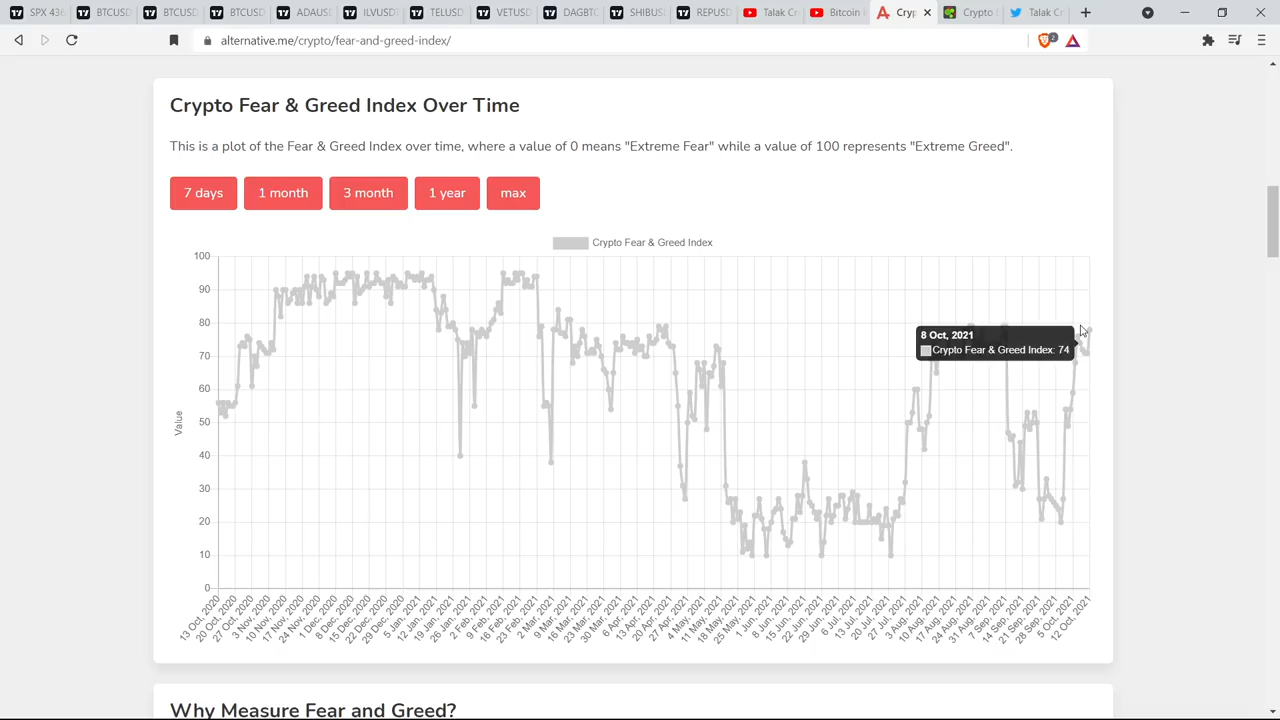 SPX 436 BTCUSD BTCUSD BTCUSD ADAUSD ILVUSDT TELUSD VETUSD DAGBTC SHIBUS REPUSD Talak Cr Bitcoin Cryp Crypto Talak Cr
alternative.me/crypto/fear-and-greed-index/
2
Crypto Fear & Greed Index Over Time
This is a plot of the Fear & Greed Index over time, where a value of 0 means "Extreme Fear" while a value of 100 represents "Extreme Greed".
7 days 1 month 3 month 1 year max
Crypto Fear & Greed Index
100
90
80
70
60
50
40
30
20
10
0
Value
8 Oct, 2021
Crypto Fear & Greed Index: 74
13 Oct, 2020
20 Oct, 2020
27 Oct, 2020
3 Nov, 2020
10 Nov, 2020
17 Nov, 2020
24 Nov, 2020
1 Dec, 2020
8 Dec, 2020
15 Dec, 2020
22 Dec, 2020
29 Dec, 2020
5 Jan, 2021
12 Jan, 2021
19 Jan, 2021
26 Jan, 2021
2 Feb, 2021
9 Feb, 2021
16 Feb, 2021
23 Feb, 2021
2 Mar, 2021
9 Mar, 2021
16 Mar, 2021
23 Mar, 2021
30 Mar, 2021
6 Apr, 2021
13 Apr, 2021
20 Apr, 2021
27 Apr, 2021
4 May, 2021
11 May, 2021
18 May, 2021
25 May, 2021
1 Jun, 2021
8 Jun, 2021
15 Jun, 2021
22 Jun, 2021
29 Jun, 2021
6 Jul, 2021
13 Jul, 2021
20 Jul, 2021
27 Jul, 2021
3 Aug, 2021
10 Aug, 2021
17 Aug, 2021
24 Aug, 2021
31 Aug, 2021
7 Sep, 2021
14 Sep, 2021
21 Sep, 2021
28 Sep, 2021
5 Oct, 2021
12 Oct, 2021
Why Measure Fear and Greed?